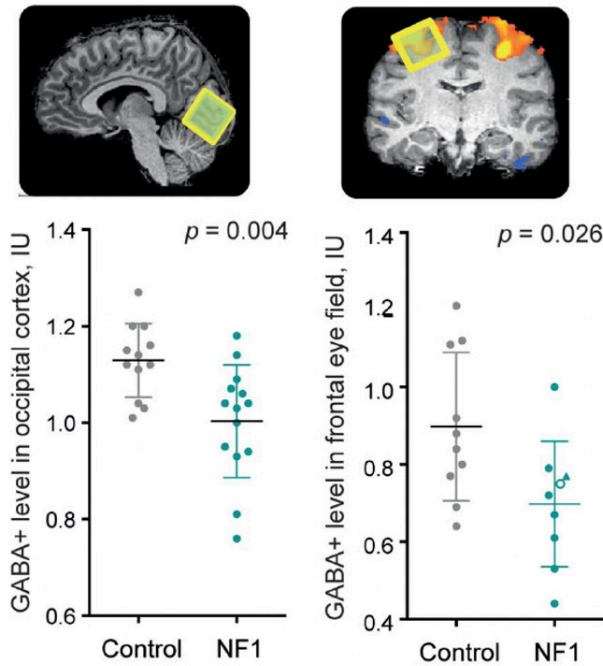 p = 0.004
GABA+ level in occipital cortex, IU
1.4
1.2
1.0
0.8
0.6
Control
NF1
p = 0.026
GABA+ level in frontal eye field, IU
1.4
1.2
1.0
0.8
0.6
0.4
Control
NF1